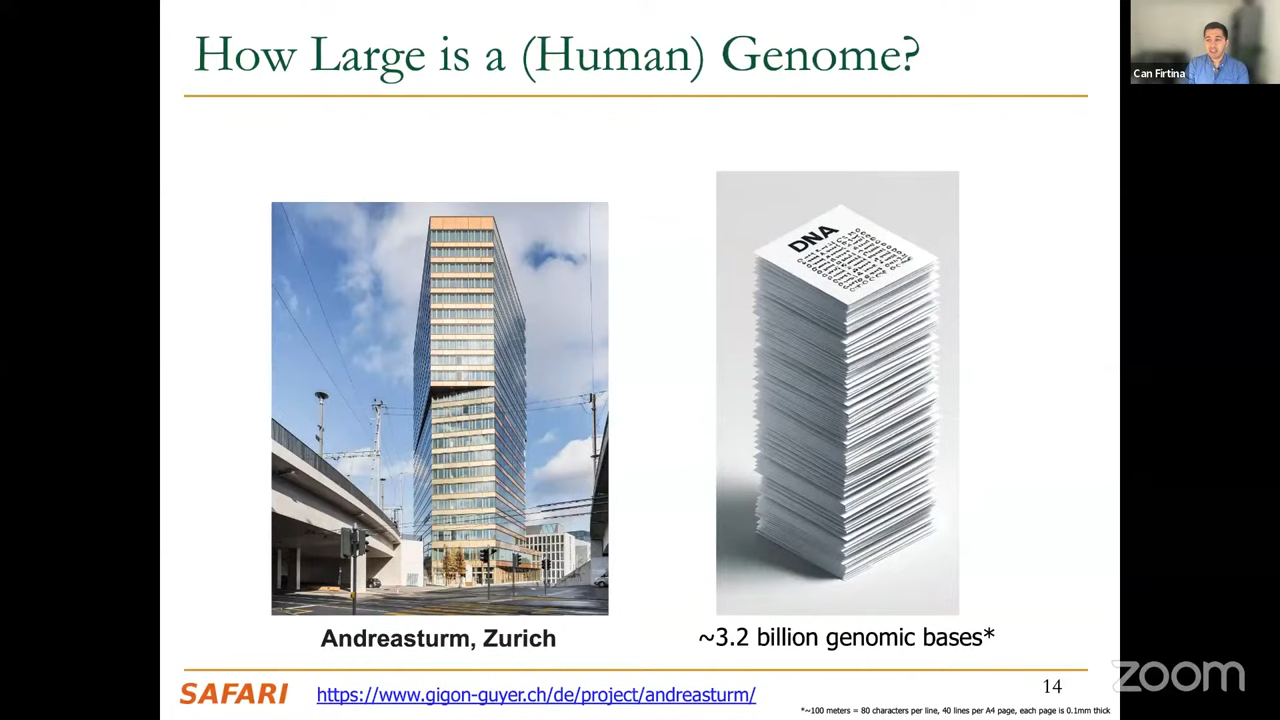 How Large is a (Human) Genome?
Can Firtina
DNA
Andreasturm, Zurich
~3.2 billion genomic bases*
SAFARI
https://www.gigon-guyer.ch/de/project/andreasturm/
14
zoom
*~100 meters = 80 characters per line, 40 lines per A4 page, each page is 0.1mm thick